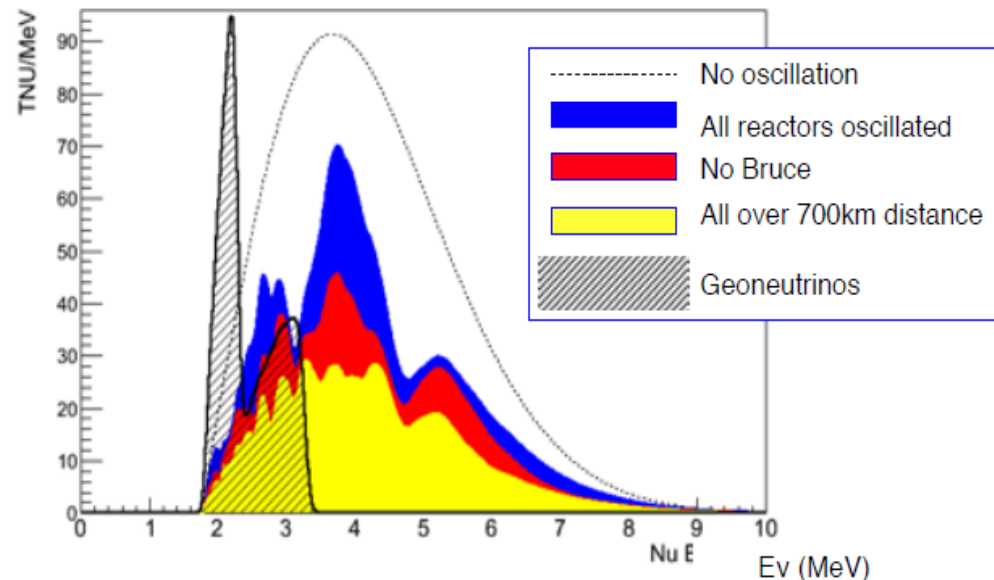 TNU/MeV
90
80
70
60
50
40
30
20
10
0
0 1 2 3 4 5 6 7 8 9 10
Nu E
Ev (MeV)
No oscillation
All reactors oscillated
No Bruce
All over 700km distance
Geoneutrinos